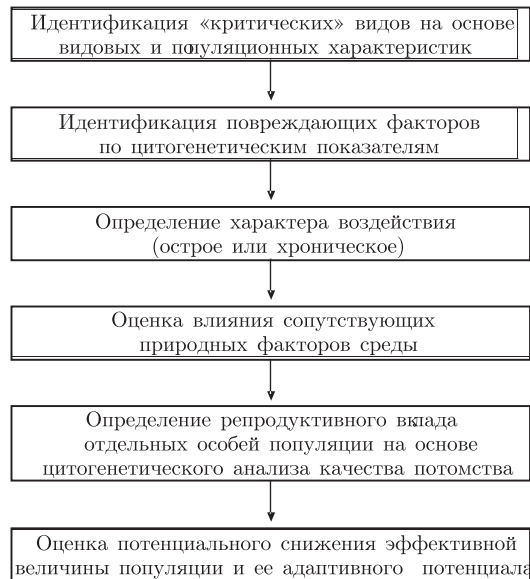 Идентификация «критических» видов на основе
видовых и популяционных характеристик
Идентификация повреждающих факторов
по цитогенетическим показателям
Определение характера воздействия
(острое или хроническое)
Оценка влияния сопутствующих
природных факторов среды
Определение репродуктивного вклада
отдельных особей популяции на основе
цитогенетического анализа качества потомства
Оценка потенциального снижения эффективной
величины популяции и ее адаптивного потенциала